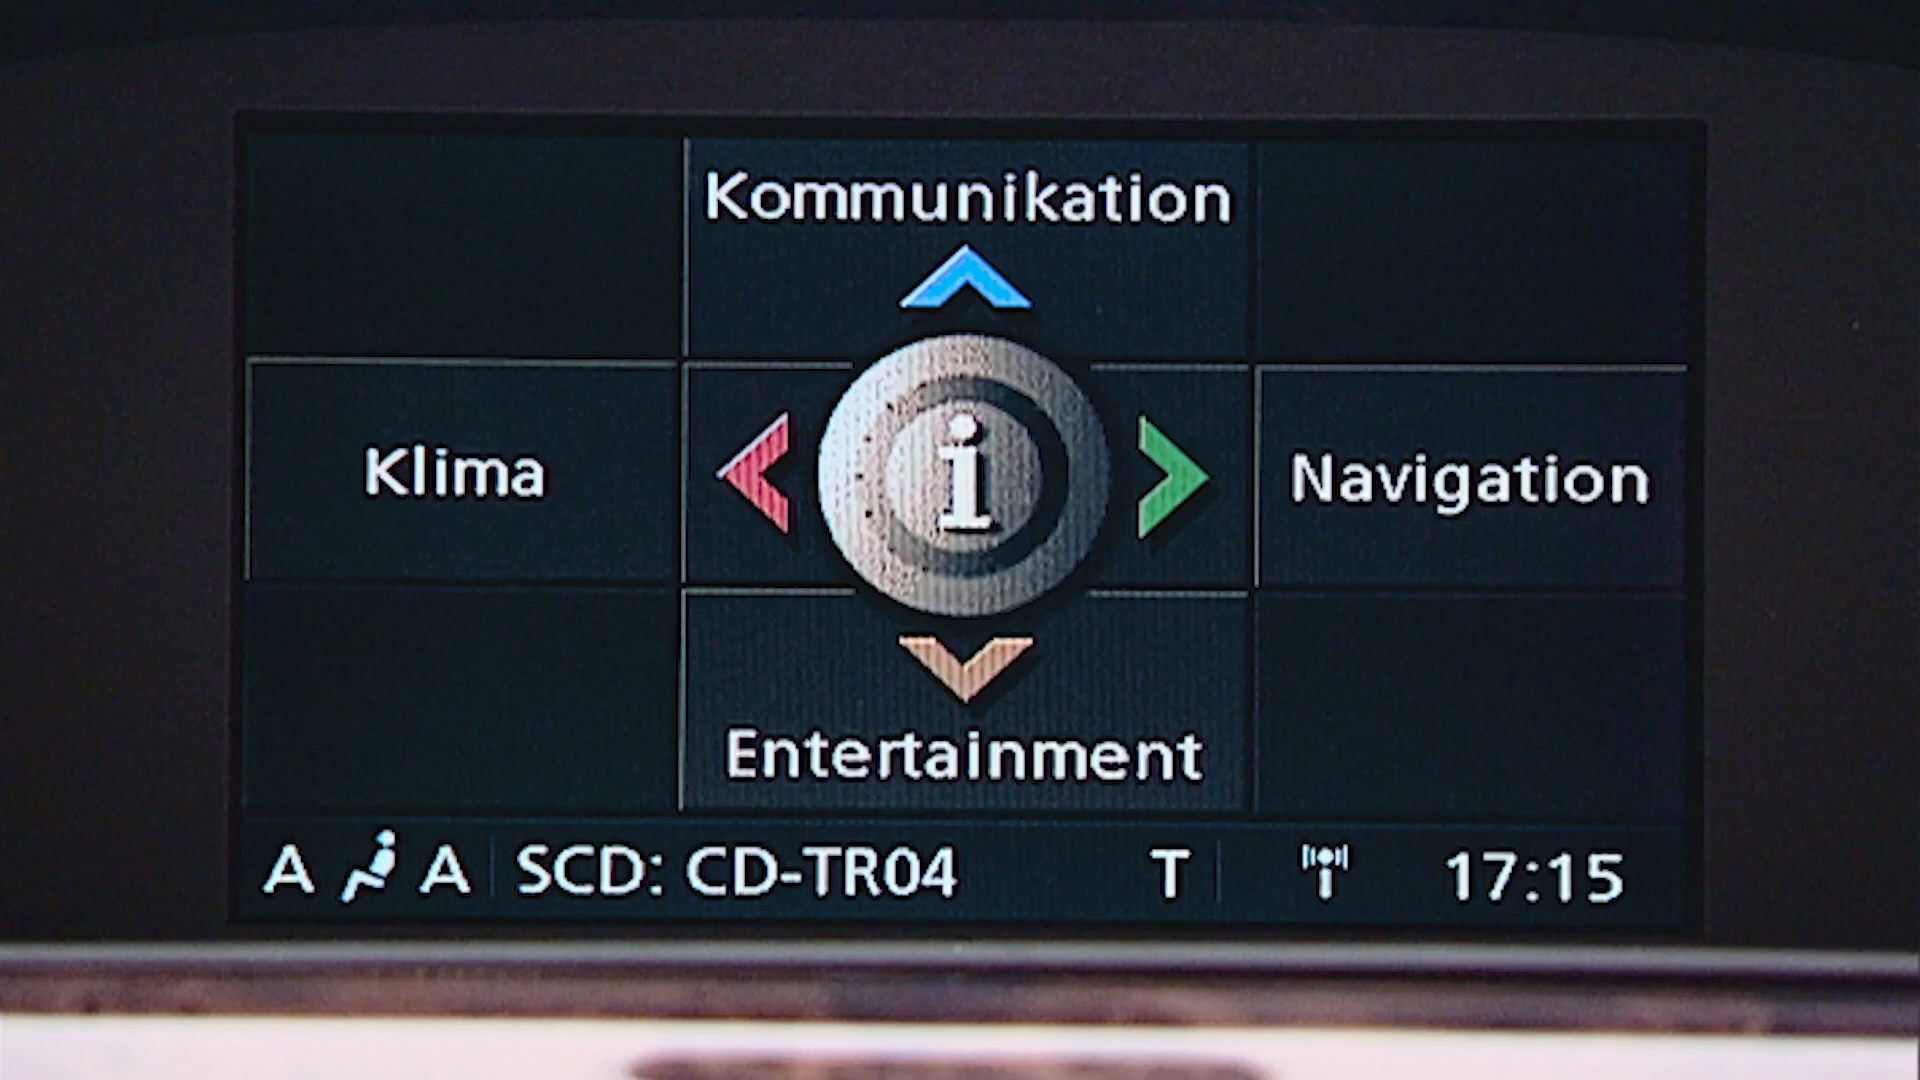 Kommunikation
Klima
i
Navigation
Entertainment
A A SCD: CD-TR04 T 17:15